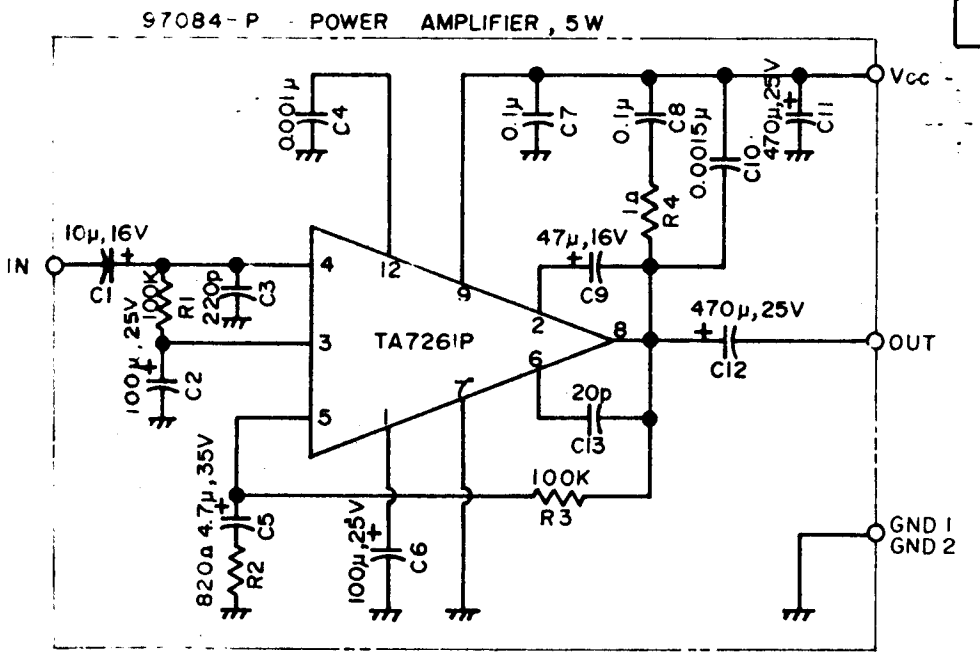 97084-P POWER AMPLIFIER, 5W
Vcc
0.001µ
C4
0.1µ
C7
0.1µ
C8
0.0015µ
C10
470µ,25V
+
C11
1Ω
R4
IN
10µ,16V
+
C1
100K
R1
220p
C3
4
12
9
47µ,16V
+
C9
2
TA7261P
8
470µ,25V
+
C12
OUT
100µ,25V
+
C2
3
6
7
5
1
20p
C13
100K
R3
4.7µ,35V
+
C5
820Ω
R2
100µ,25V
+
C6
GND 1
GND 2